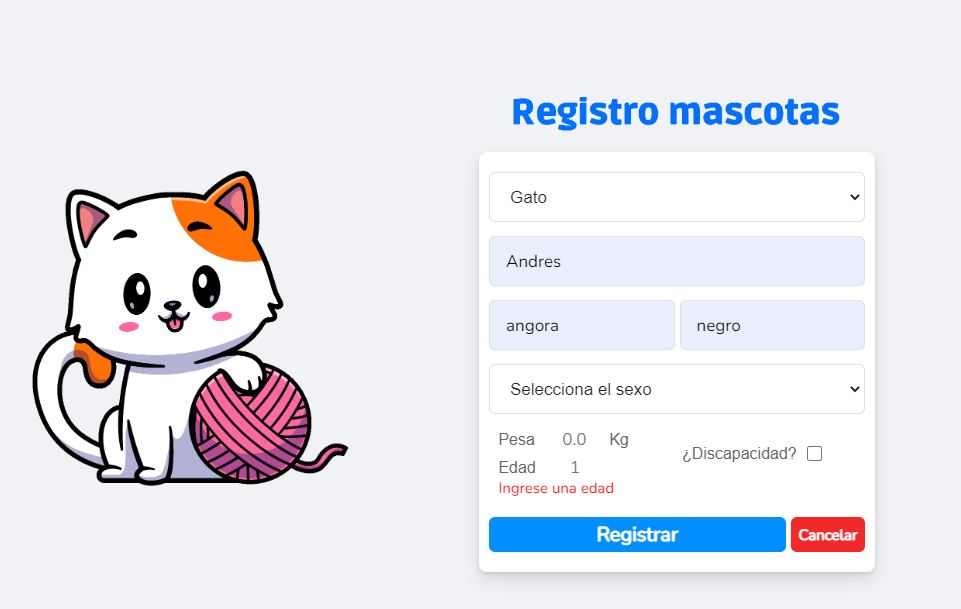 Registro mascotas
Gato
Andres
angora negro
Selecciona el sexo
Pesa 0.0 Kg
¿Discapacidad?
Edad 1
Ingrese una edad
Registrar Cancelar